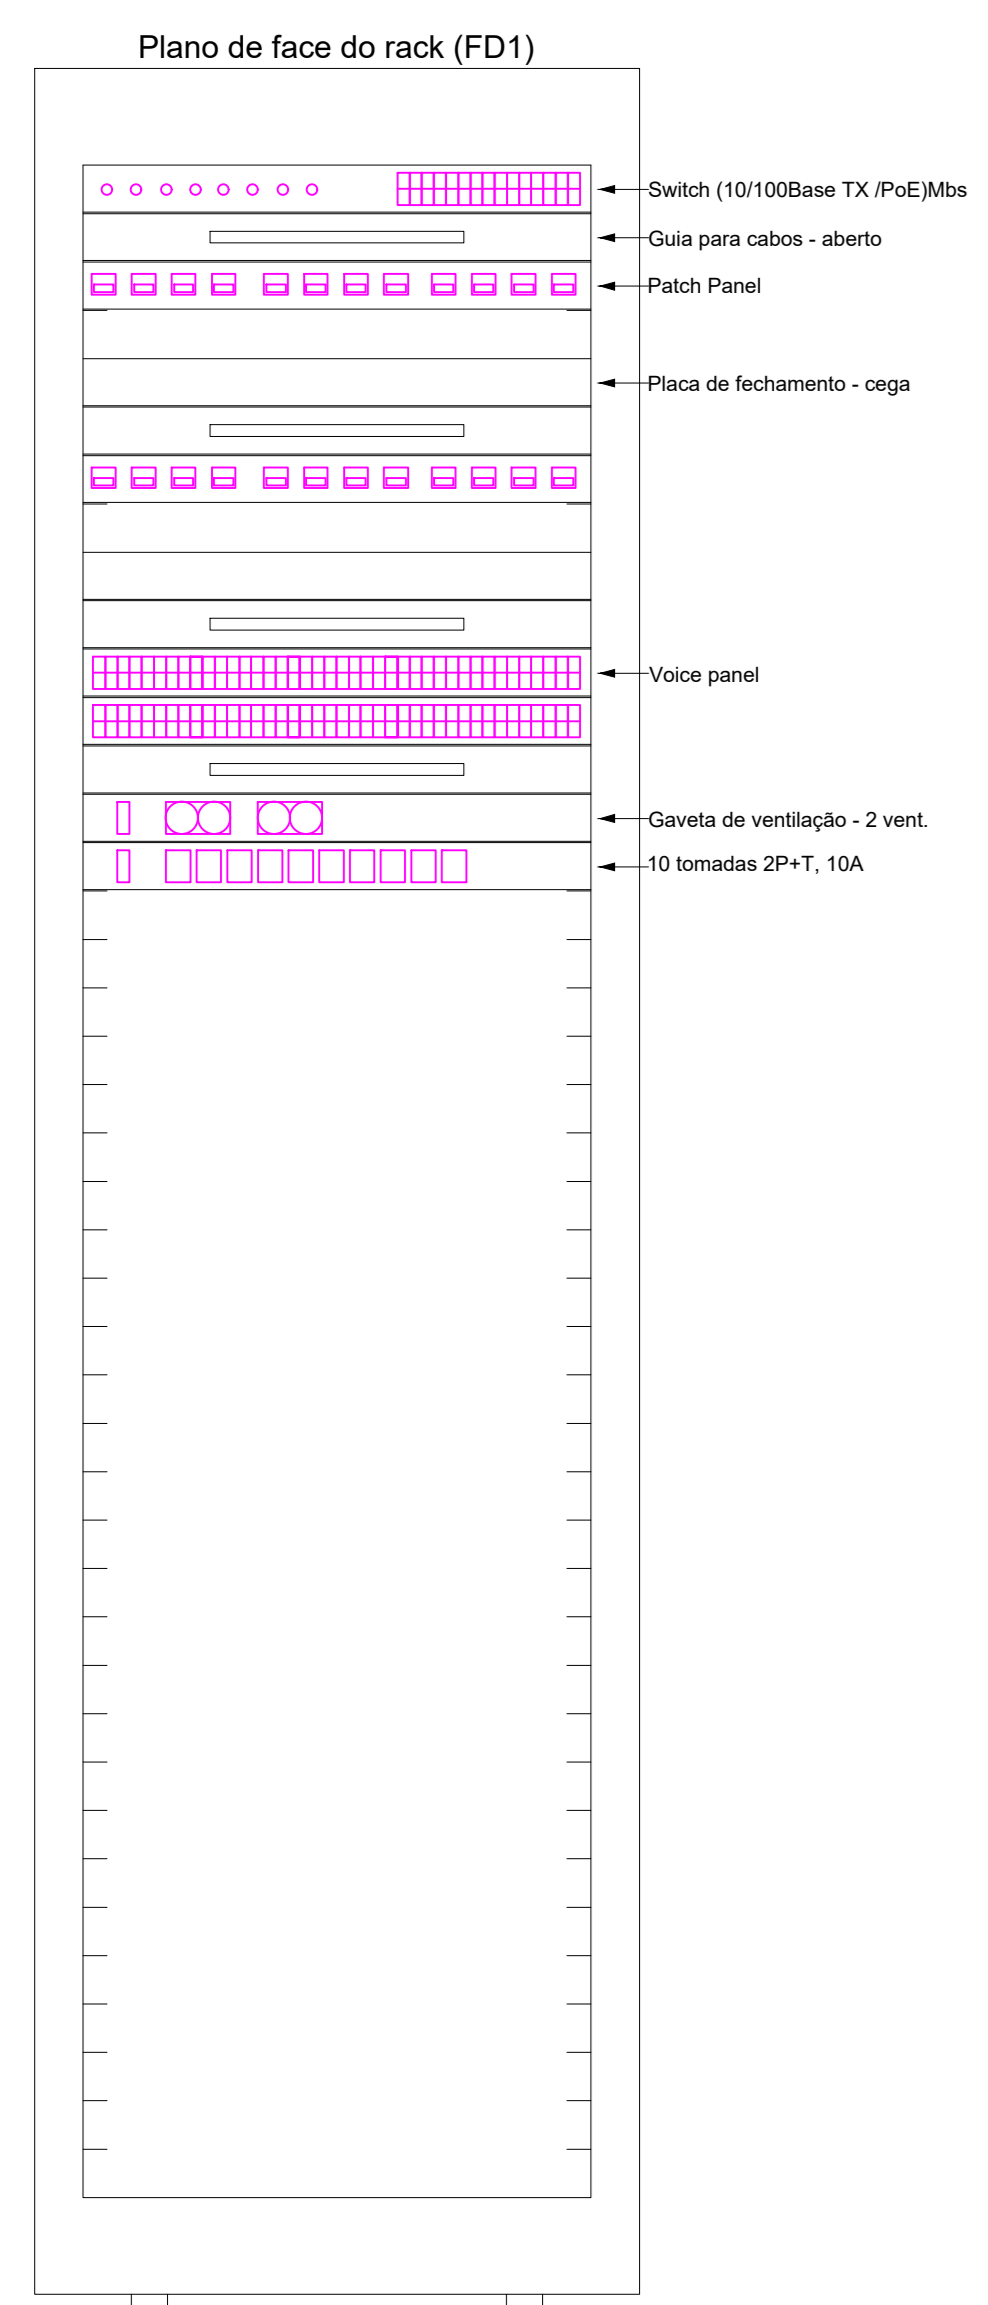 Plano de face do rack (FD1)
Switch (10/100Base TX /PoE)Mbs
Guia para cabos - aberto
Patch Panel
Placa de fechamento - cega
Voice panel
Gaveta de ventilação - 2 vent.
10 tomadas 2P+T, 10A